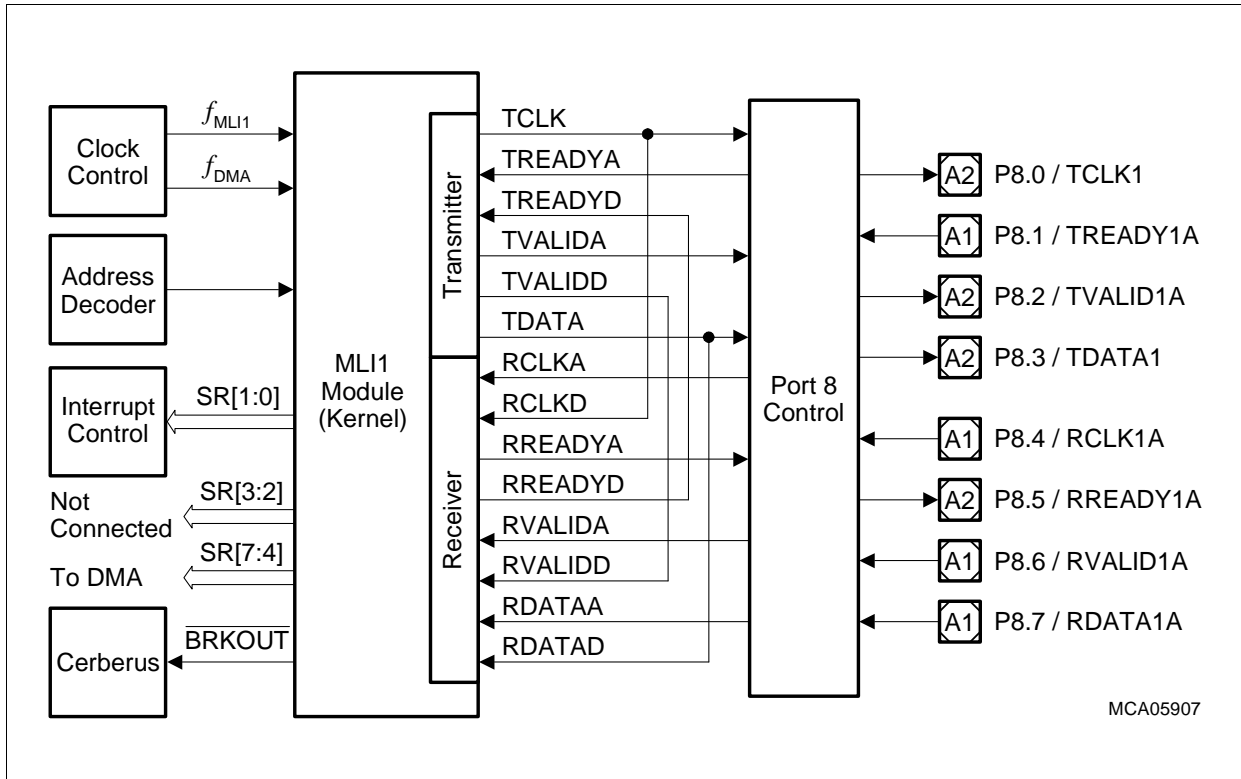 Clock
Control
fMLI1
fDMA
Address
Decoder
Interrupt
Control
SR[1:0]
Not
Connected
SR[3:2]
To DMA
SR[7:4]
Cerberus
BRKOUT
MLI1
Module
(Kernel)
Transmitter
Receiver
TCLK
TREADYA
TREADYD
TVALIDA
TVALIDD
TDATA
RCLKA
RCLKD
RREADYA
RREADYD
RVALIDA
RVALIDD
RDATAA
RDATAD
Port 8
Control
A2 P8.0 / TCLK1
A1 P8.1 / TREADY1A
A2 P8.2 / TVALID1A
A2 P8.3 / TDATA1
A1 P8.4 / RCLK1A
A2 P8.5 / RREADY1A
A1 P8.6 / RVALID1A
A1 P8.7 / RDATA1A
MCA05907